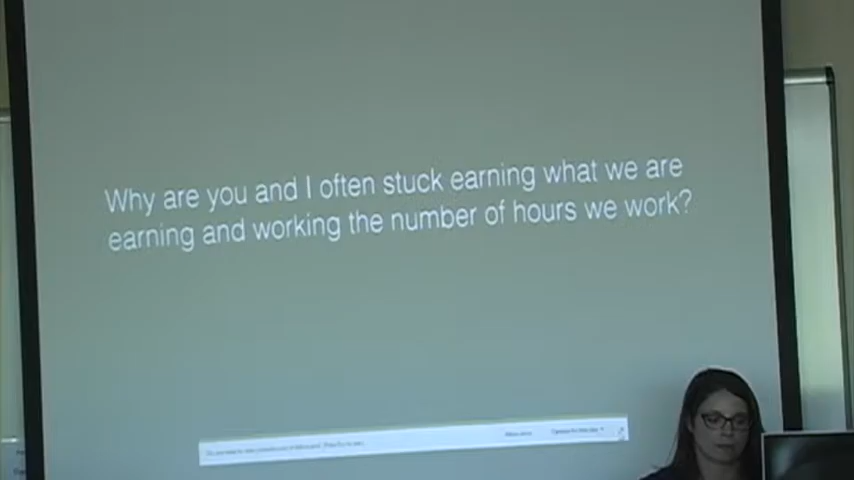 Why are you and I often stuck earning what we are
earning and working the number of hours we work?